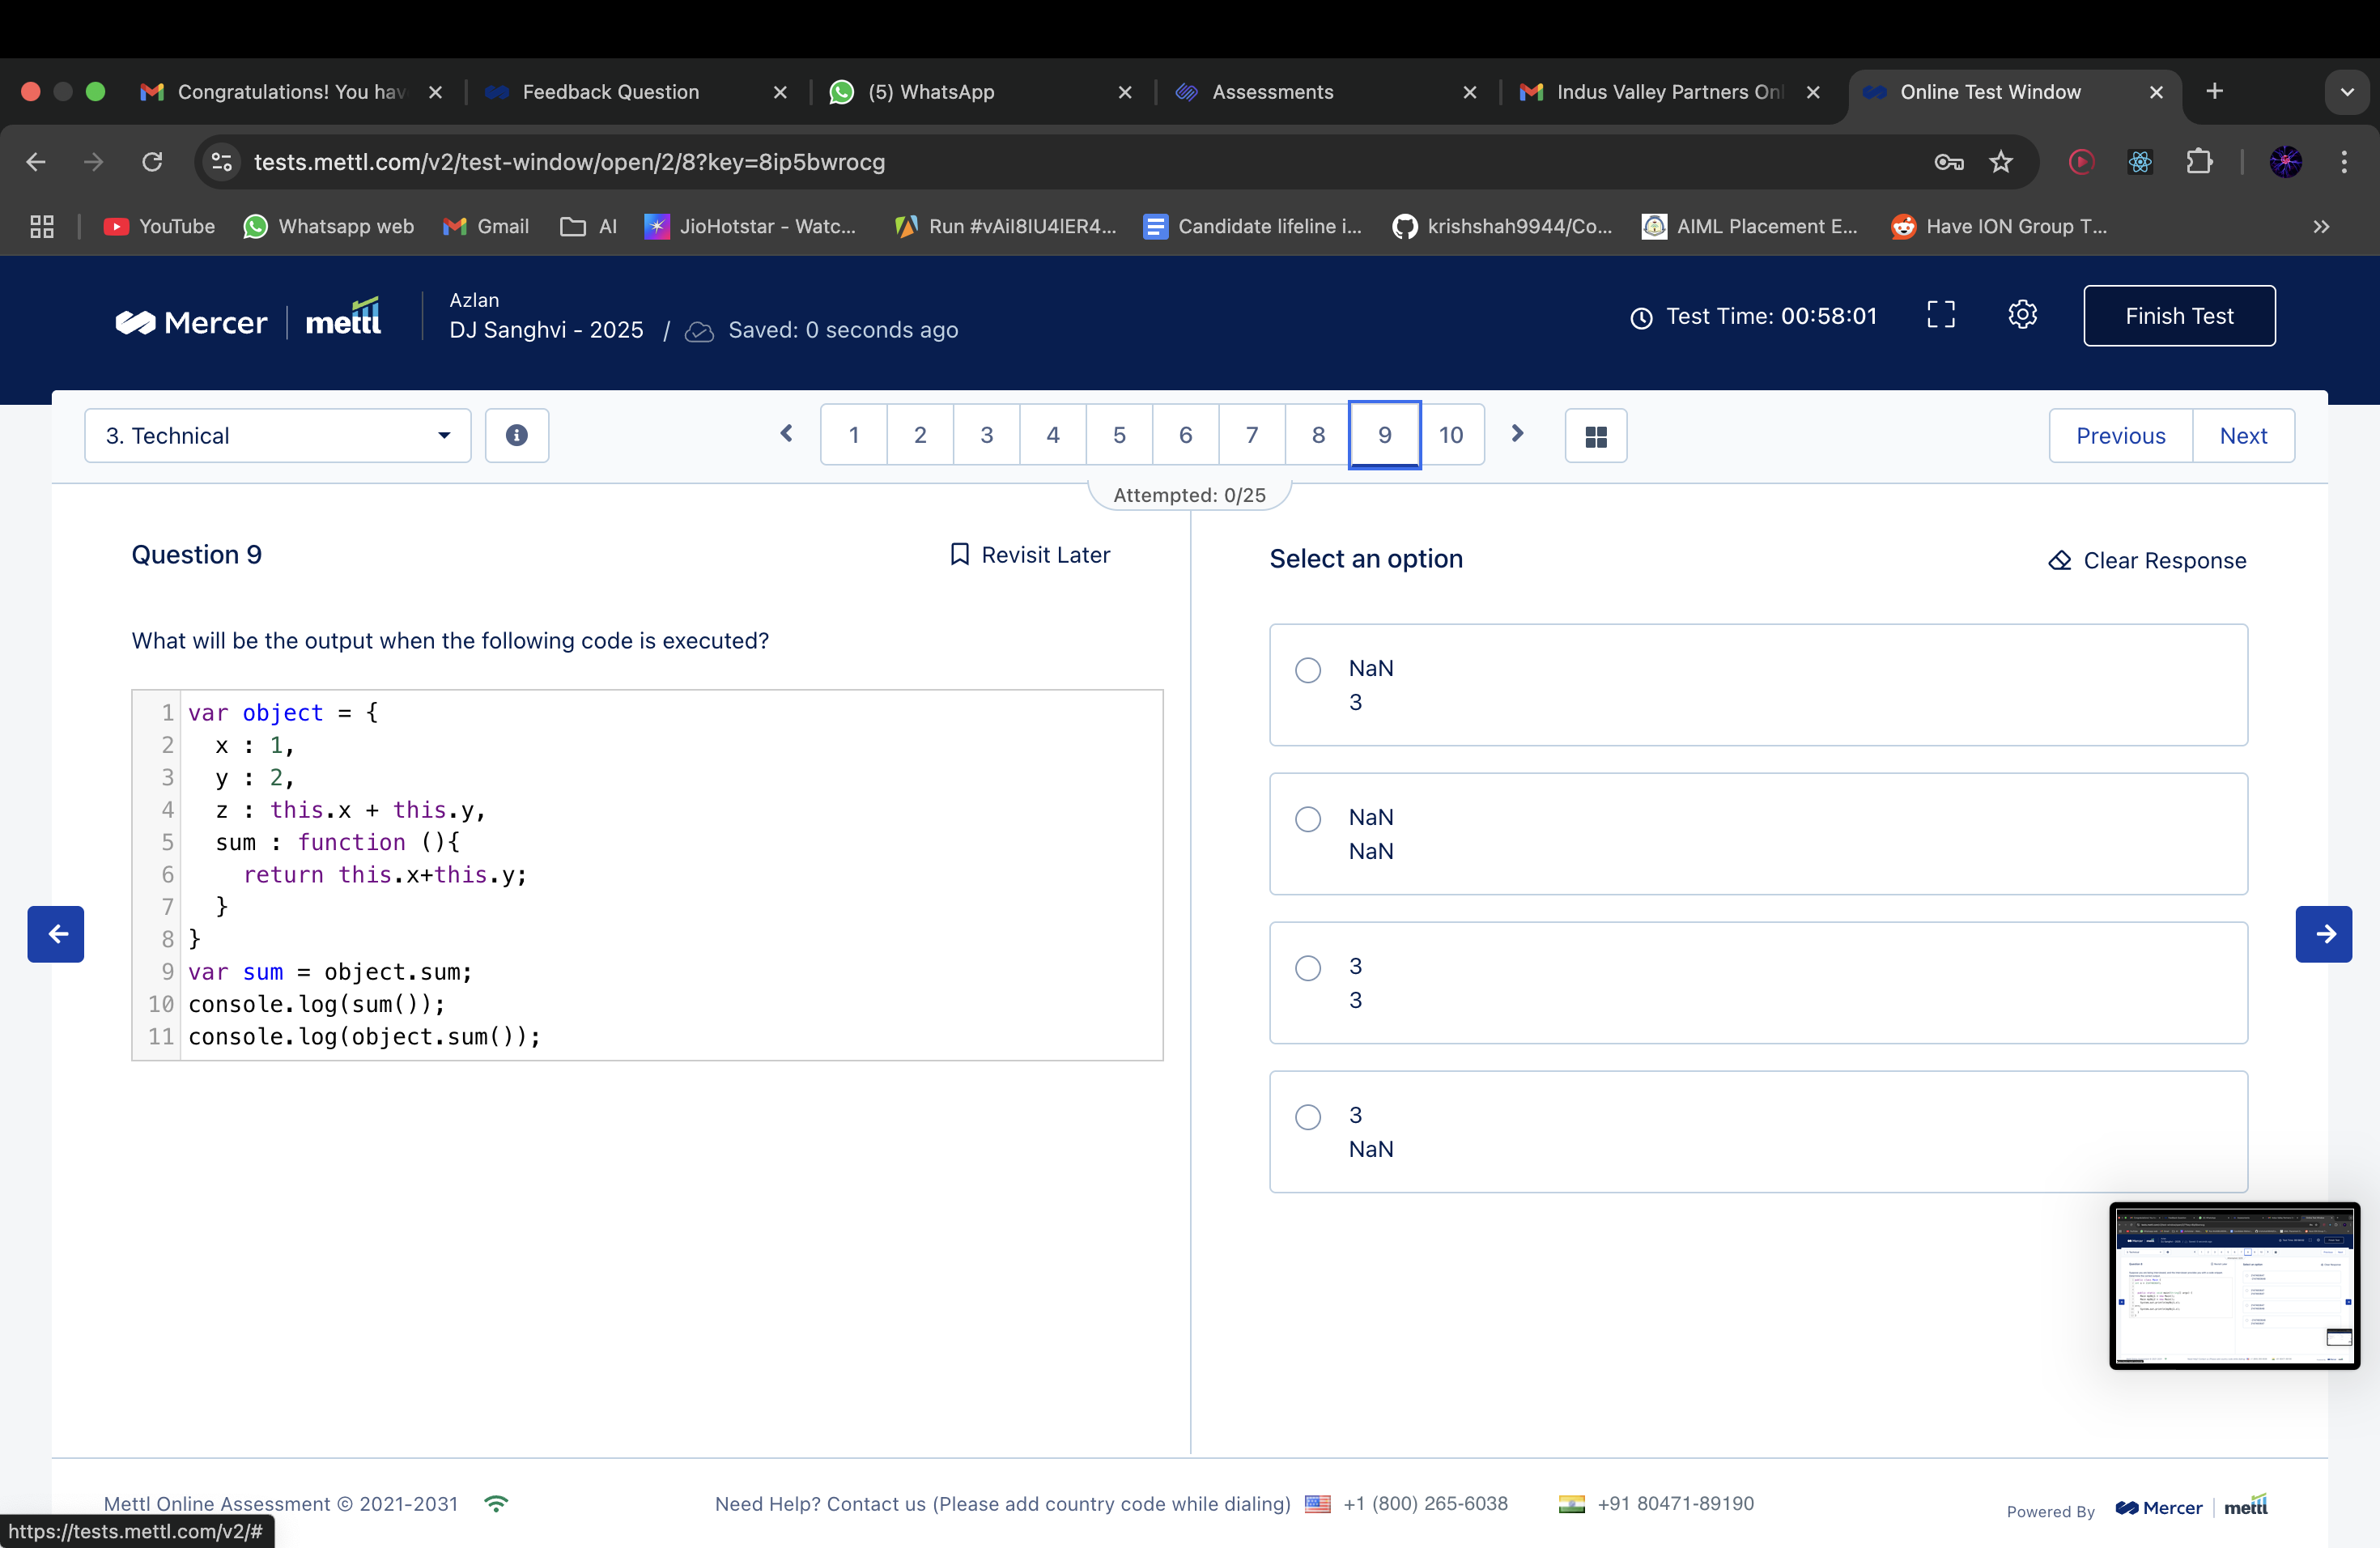 Congratulations! You hav
Feedback Question
(5) WhatsApp
Assessments
Indus Valley Partners Onl
Online Test Window
tests.mettl.com/v2/test-window/open/2/8?key=8ip5bwrocg
YouTube
Whatsapp web
Gmail
AI
JioHotstar - Watc...
Candidate lifeline i...
krishshah9944/Co...
AIML Placement E...
Have ION Group T...
Mercer
mettl
Azlan
DJ Sanghvi - 2025 / Saved: 0 seconds ago
Test Time: 00:58:01
Finish Test
3. Technical
1 2 3 4 5 6 7 8 9 10
Previous
Next
Attempted: 0/25
Question 9
Revisit Later
What will be the output when the following code is executed?
1 var object = {
2 x : 1,
3 y : 2,
4 z : this.x + this.y,
5 sum : function (){
6 return this.x+this.y;
7 }
8 }
9 var sum = object.sum;
10 console.log(sum());
11 console.log(object.sum());
Select an option
Clear Response
NaN
3
NaN
NaN
3
3
3
NaN
Mettl Online Assessment © 2021-2031
Need Help? Contact us (Please add country code while dialing) +1 (800) 265-6038 +91 80471-89190
Powered By Mercer mettl
https://tests.mettl.com/v2/#